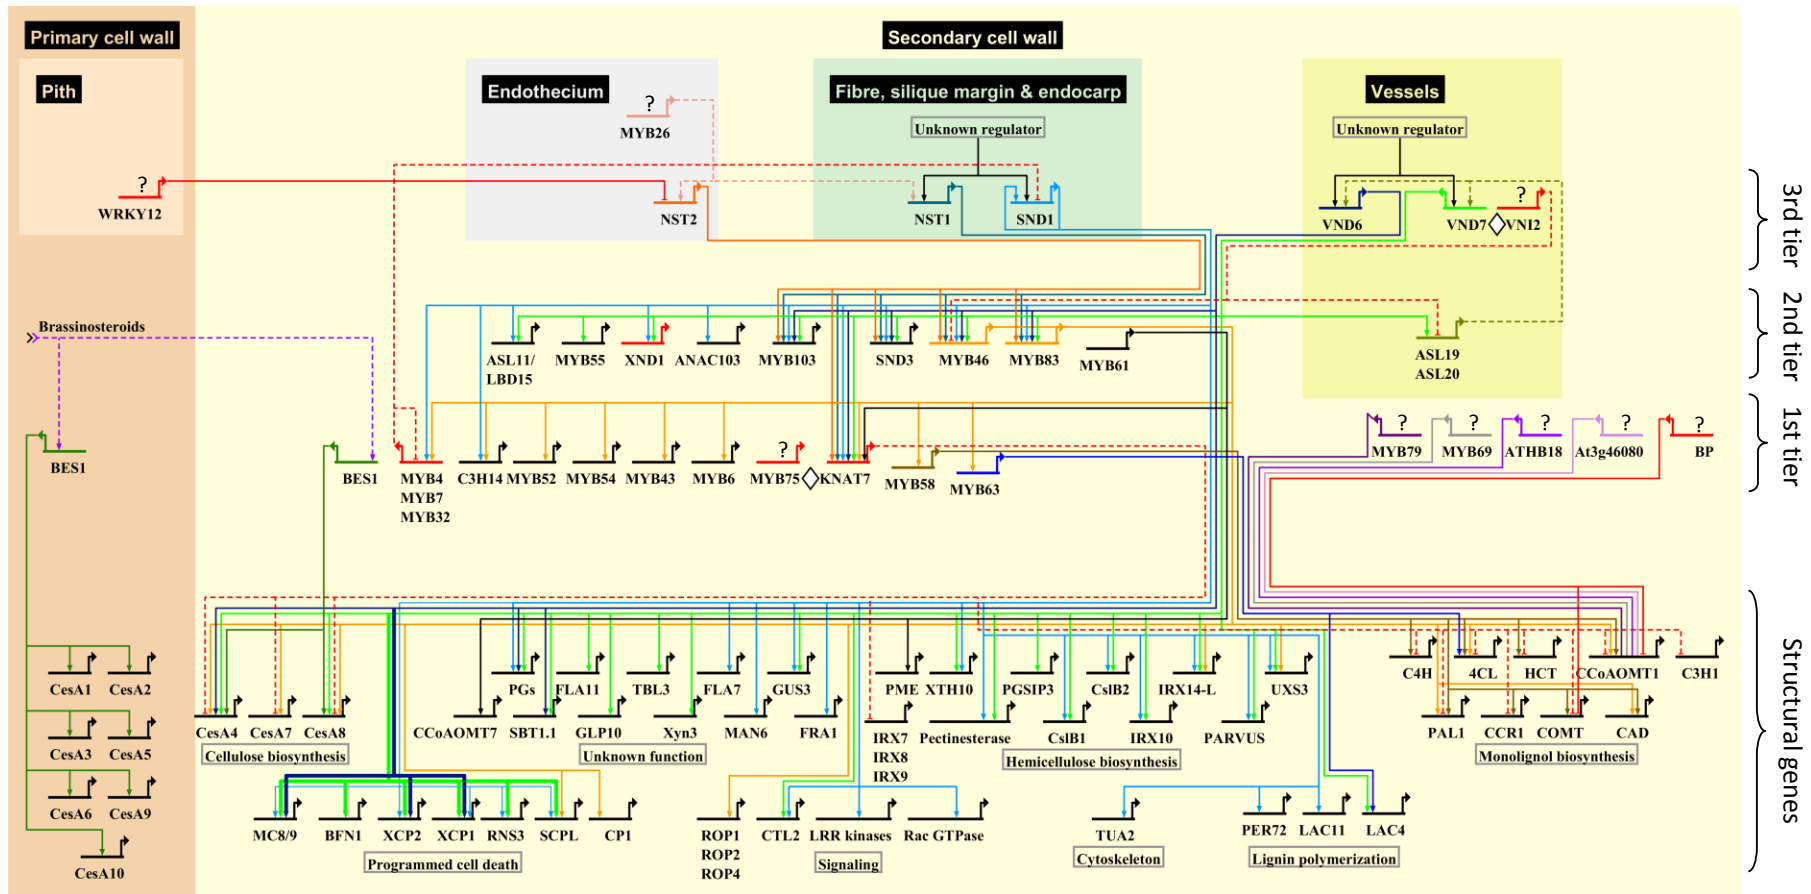 Primary cell wall
Secondary cell wall
Pith
Endothecium
Fibre, silique margin & endocarp
Vessels
?
MYB26
Unknown regulator
Unknown regulator
?
WRKY12
NST2
NST1
SND1
VND6
VND7
?
VNI2
3rd tier
Brassinosteroids
ASL11/
LBD15
MYB55
XND1
ANAC103
MYB103
SND3
MYB46
MYB83
MYB61
ASL19
ASL20
2nd tier
BES1
BES1
MYB4
MYB7
MYB32
C3H14
MYB52
MYB54
MYB43
MYB6
?
MYB75
KNAT7
MYB58
MYB63
?
MYB79
?
MYB69
?
ATHB18
?
At3g46080
?
BP
1st tier
CesA1
CesA2
CesA3
CesA5
CesA6
CesA9
CesA10
CesA4
CesA7
CesA8
Cellulose biosynthesis
PGs
FLA11
TBL3
FLA7
GUS3
CCoAOMT7
SBT1.1
GLP10
Xyn3
MAN6
FRA1
Unknown function
PME
XTH10
PGSIP3
CslB2
IRX14-L
UXS3
IRX7
IRX8
IRX9
Pectinesterase
CslB1
IRX10
PARVUS
Hemicellulose biosynthesis
C4H
4CL
HCT
CCoAOMT1
C3H1
PAL1
CCR1
COMT
CAD
Monolignol biosynthesis
MC8/9
BFN1
XCP2
XCP1
RNS3
SCPL
CP1
Programmed cell death
ROP1
ROP2
ROP4
CTL2
LRR kinases
Rac GTPase
Signaling
TUA2
Cytoskeleton
PER72
LAC11
LAC4
Lignin polymerization
Structural genes